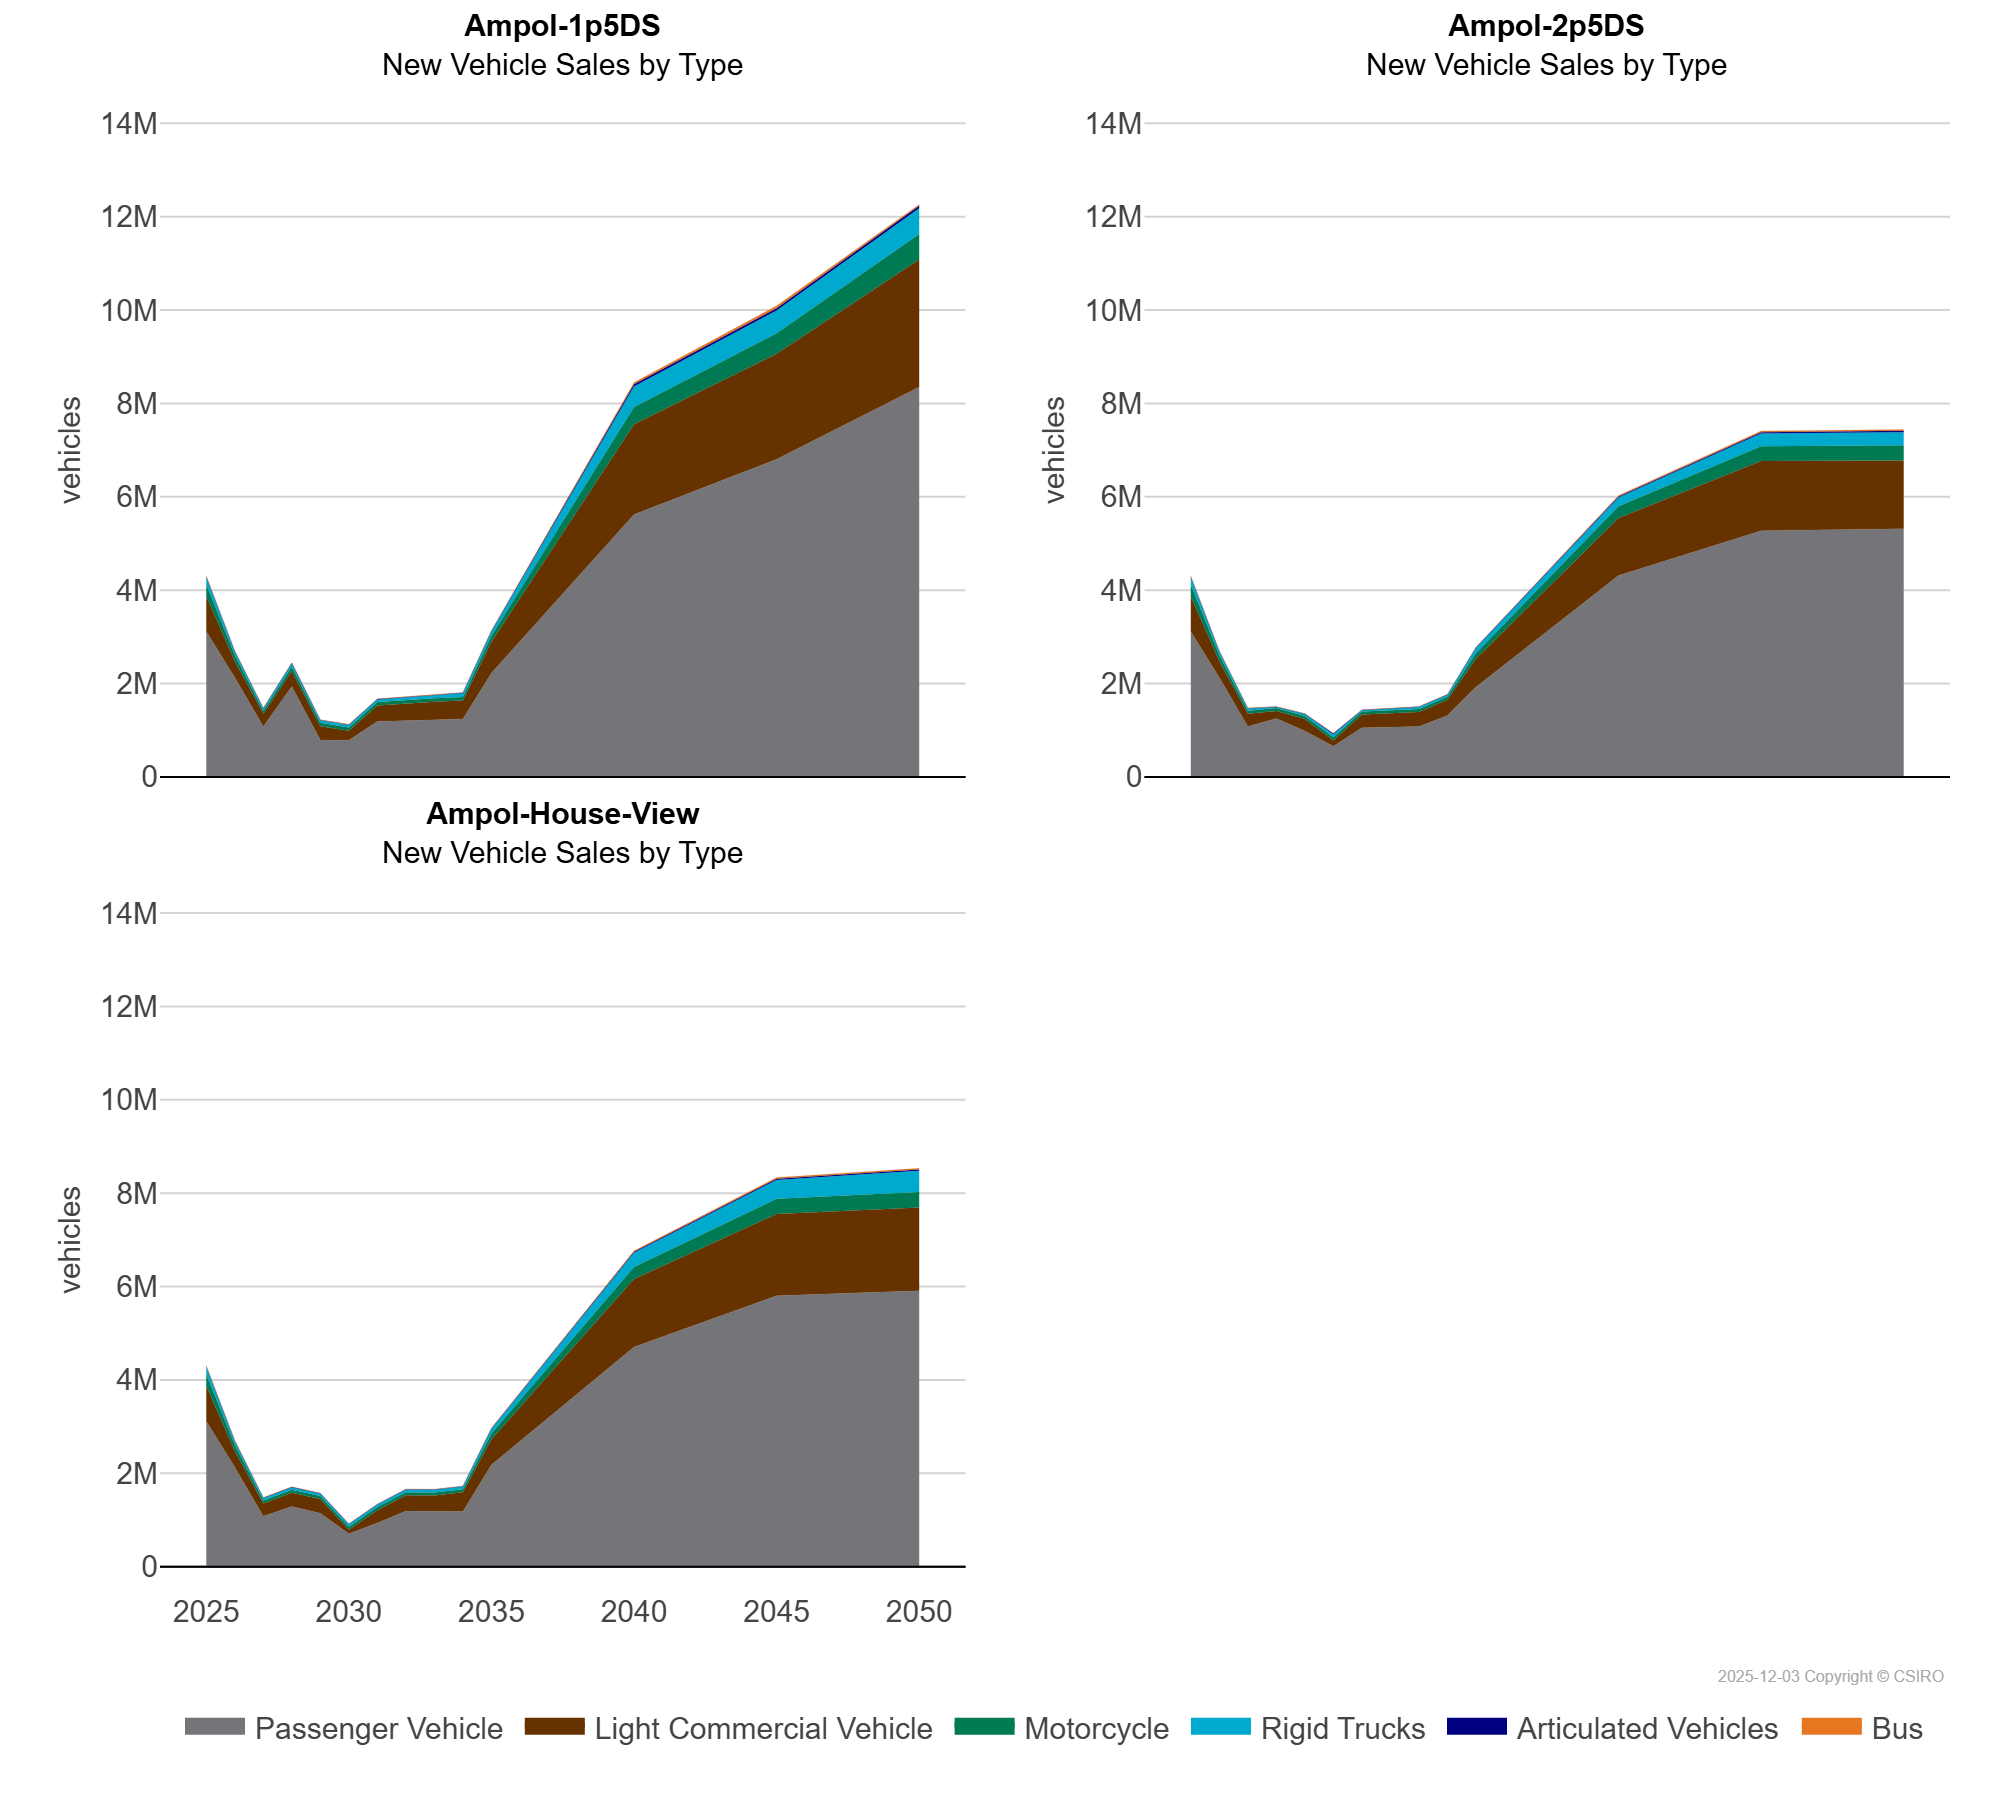 Ampol-1p5DS
New Vehicle Sales by Type
14M
12M
10M
8M
6M
4M
2M
0
vehicles
Ampol-2p5DS
New Vehicle Sales by Type
14M
12M
10M
8M
6M
4M
2M
0
vehicles
Ampol-House-View
New Vehicle Sales by Type
14M
12M
10M
8M
6M
4M
2M
0
vehicles
2025 2030 2035 2040 2045 2050
2025-12-03 Copyright © CSIRO
Passenger Vehicle Light Commercial Vehicle Motorcycle Rigid Trucks Articulated Vehicles Bus